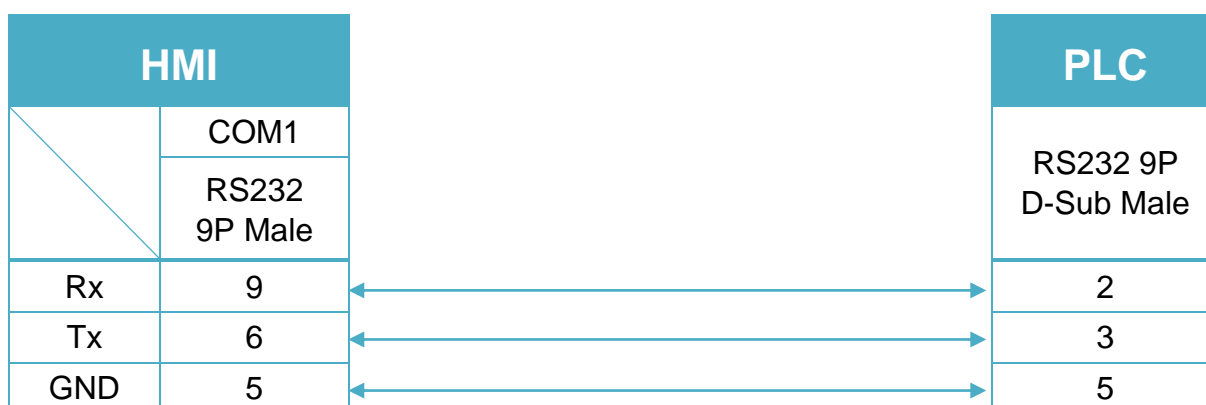 HMI
PLC
COM1
RS232
9P Male
RS232 9P
D-Sub Male
Rx 9 2
Tx 6 3
GND 5 5